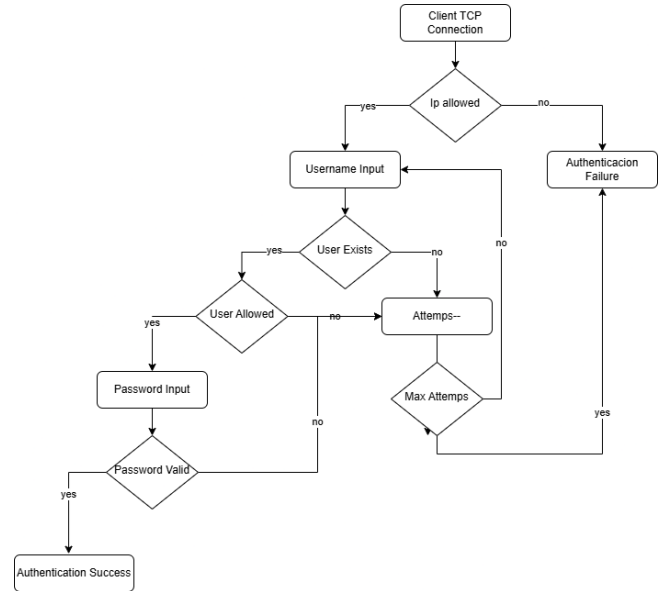 Client TCP
Connection
Ip allowed
yes
no
Username Input
Authenticacion
Failure
no
User Exists
yes
no
User Allowed
no
Attemps--
yes
Password Input
Max Attemps
yes
no
Password Valid
yes
Authentication Success